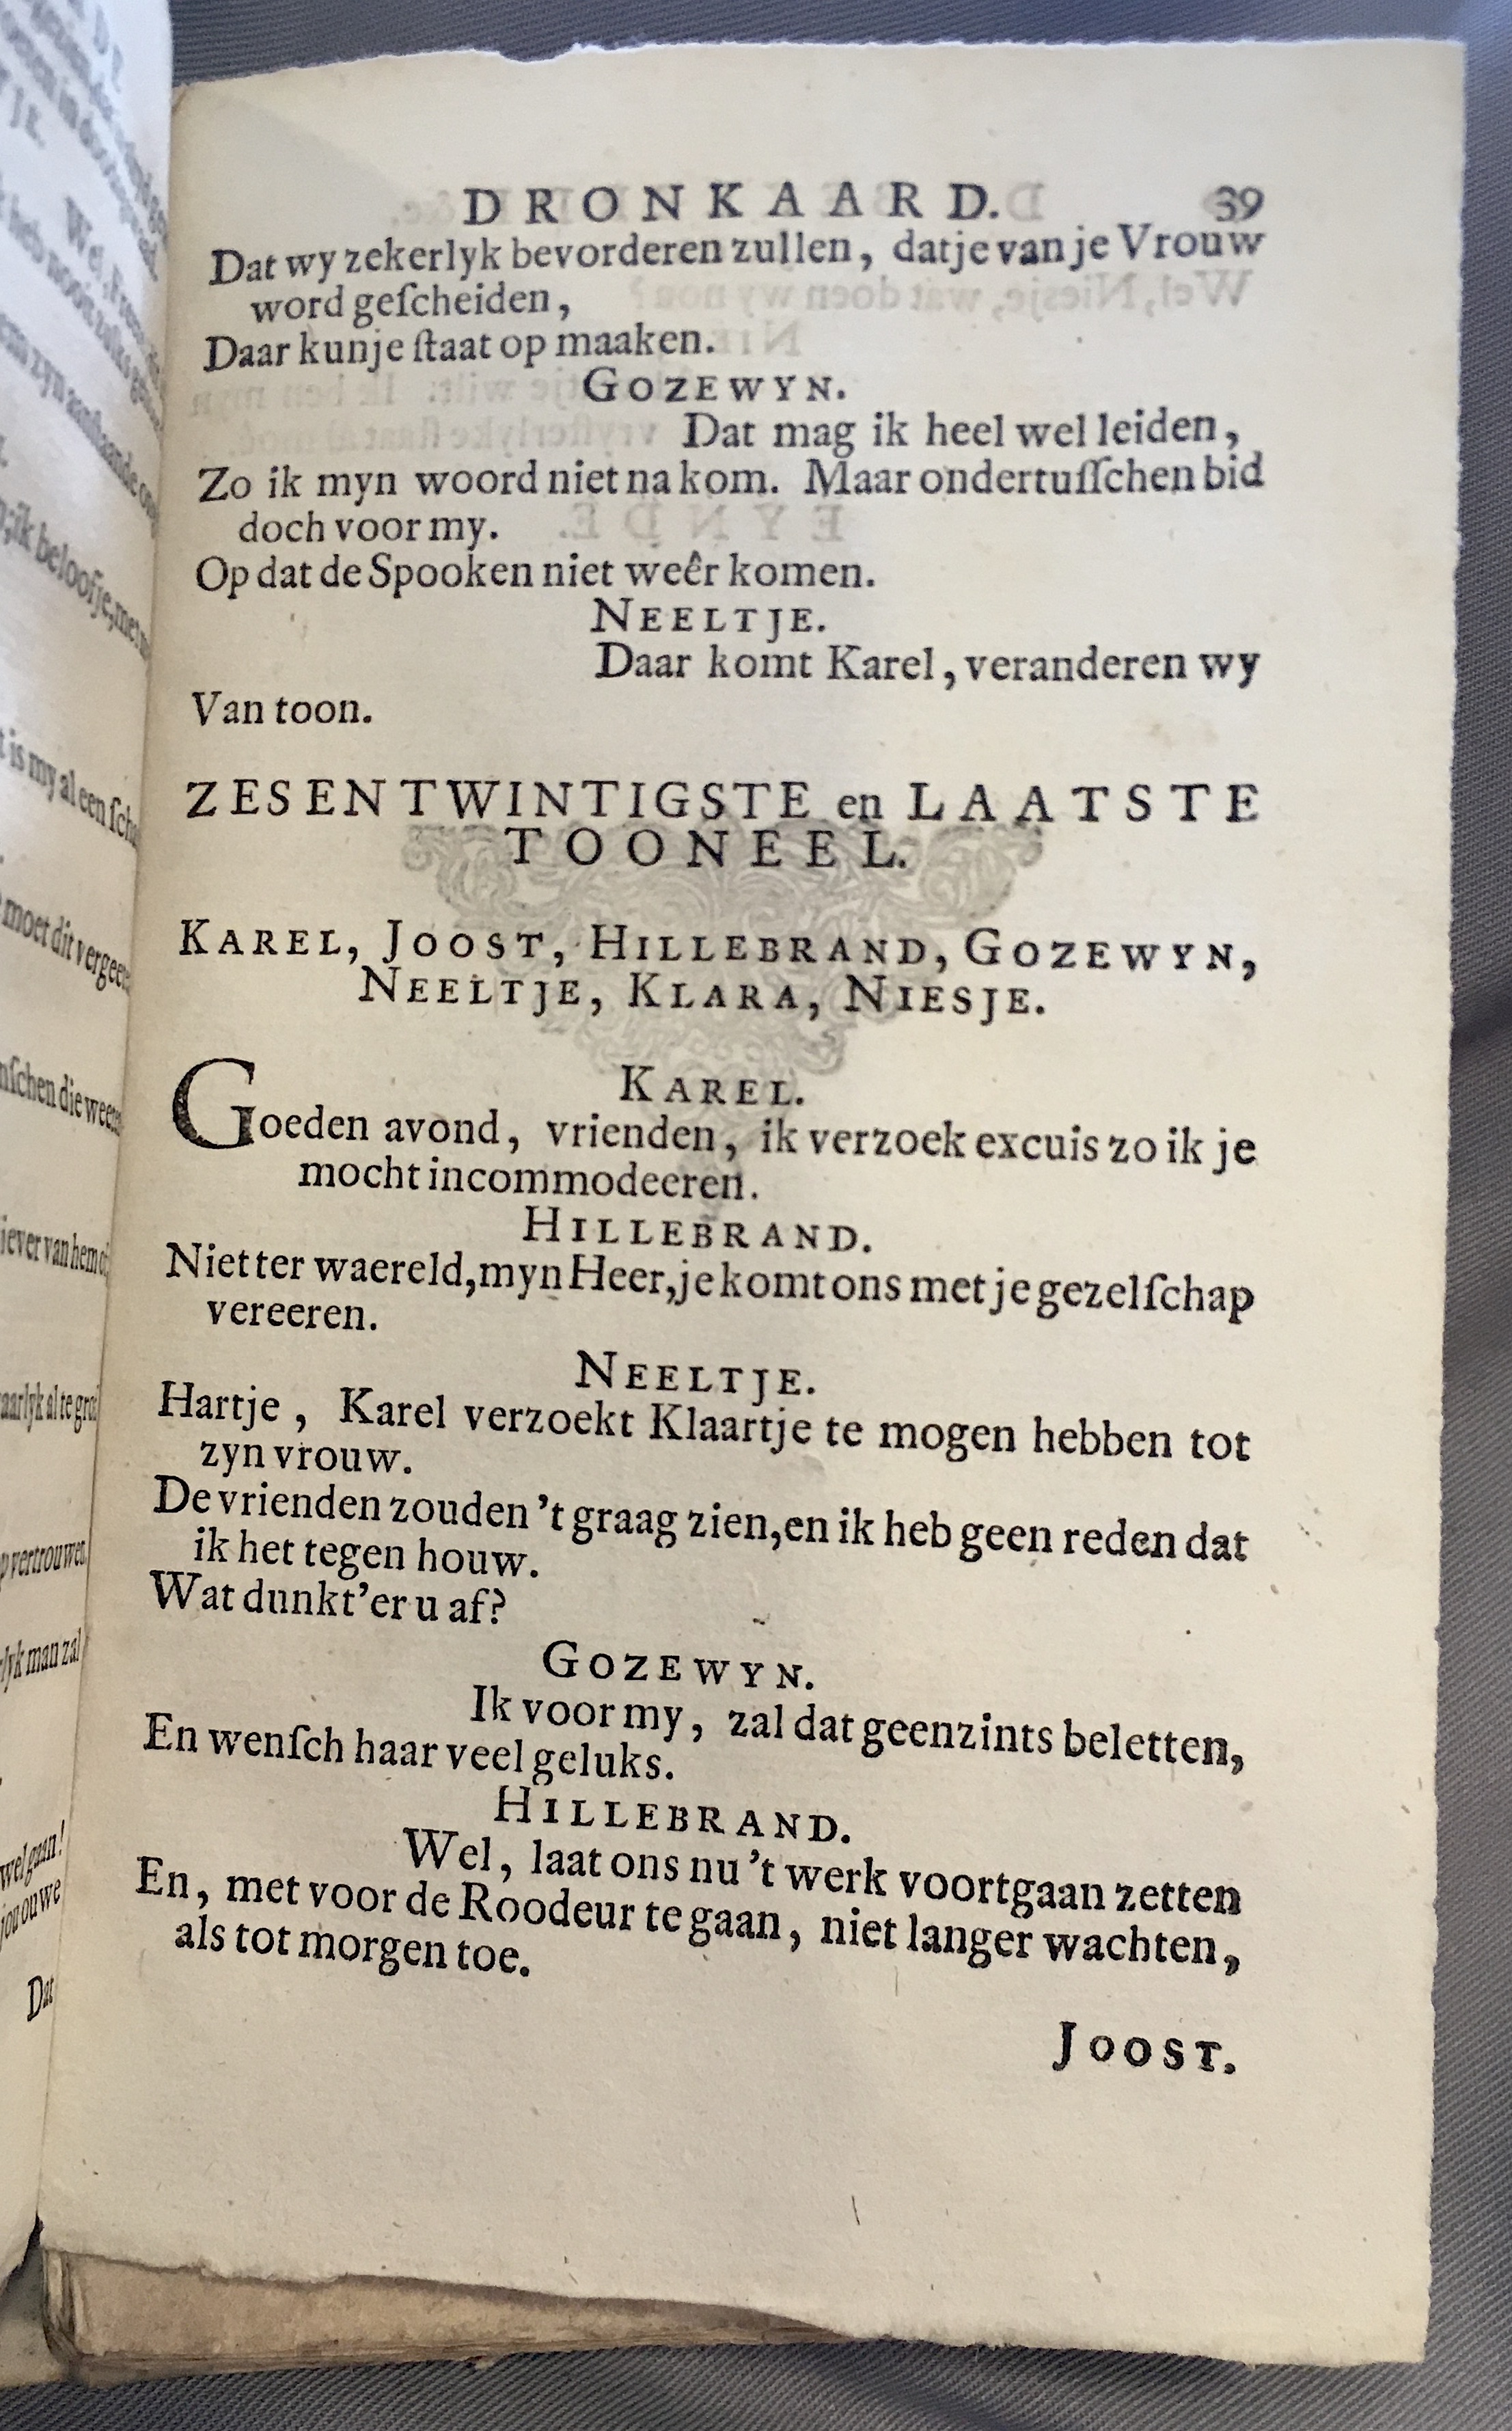 DRONKAARD. 39
Dat wy zekerlyk bevorderen zullen, datje van je Vrouw
word geſcheiden,
Daar kunje ſtaat op maaken.
GOZEWYN.
Dat mag ik heel wel leiden,
Zo ik myn woord niet na kom. Maar ondertuſſchen bid
doch voor my.
Op dat de Spooken niet weêr komen.
NEELTJE.
Daar komt Karel, veranderen wy
Van toon.
ZESENTWINTIGSTE en LAATSTE
TOONEEL.
KAREL, JOOST, HILLEBRAND, GOZEWYN,
NEELTJE, KLARA, NIESJE.
KAREL.
Goeden avond, vrienden, ik verzoek excuis zo ik je
mocht incommodeeren.
HILLEBRAND.
Niet ter waereld, myn Heer, je komt ons met je gezelſchap
vereeren.
NEELTJE.
Hartje, Karel verzoekt Klaartje te mogen hebben tot
zyn vrouw.
De vrienden zouden 't graag zien, en ik heb geen reden dat
ik het tegen houw.
Wat dunkt'er u af?
GOZEWYN.
Ik voor my, zal dat geenzints beletten,
En wenſch haar veel geluks.
HILLEBRAND.
Wel, laat ons nu 't werk voortgaan zetten
En, met voor de Roodeur te gaan, niet langer wachten,
als tot morgen toe.
JOOST.